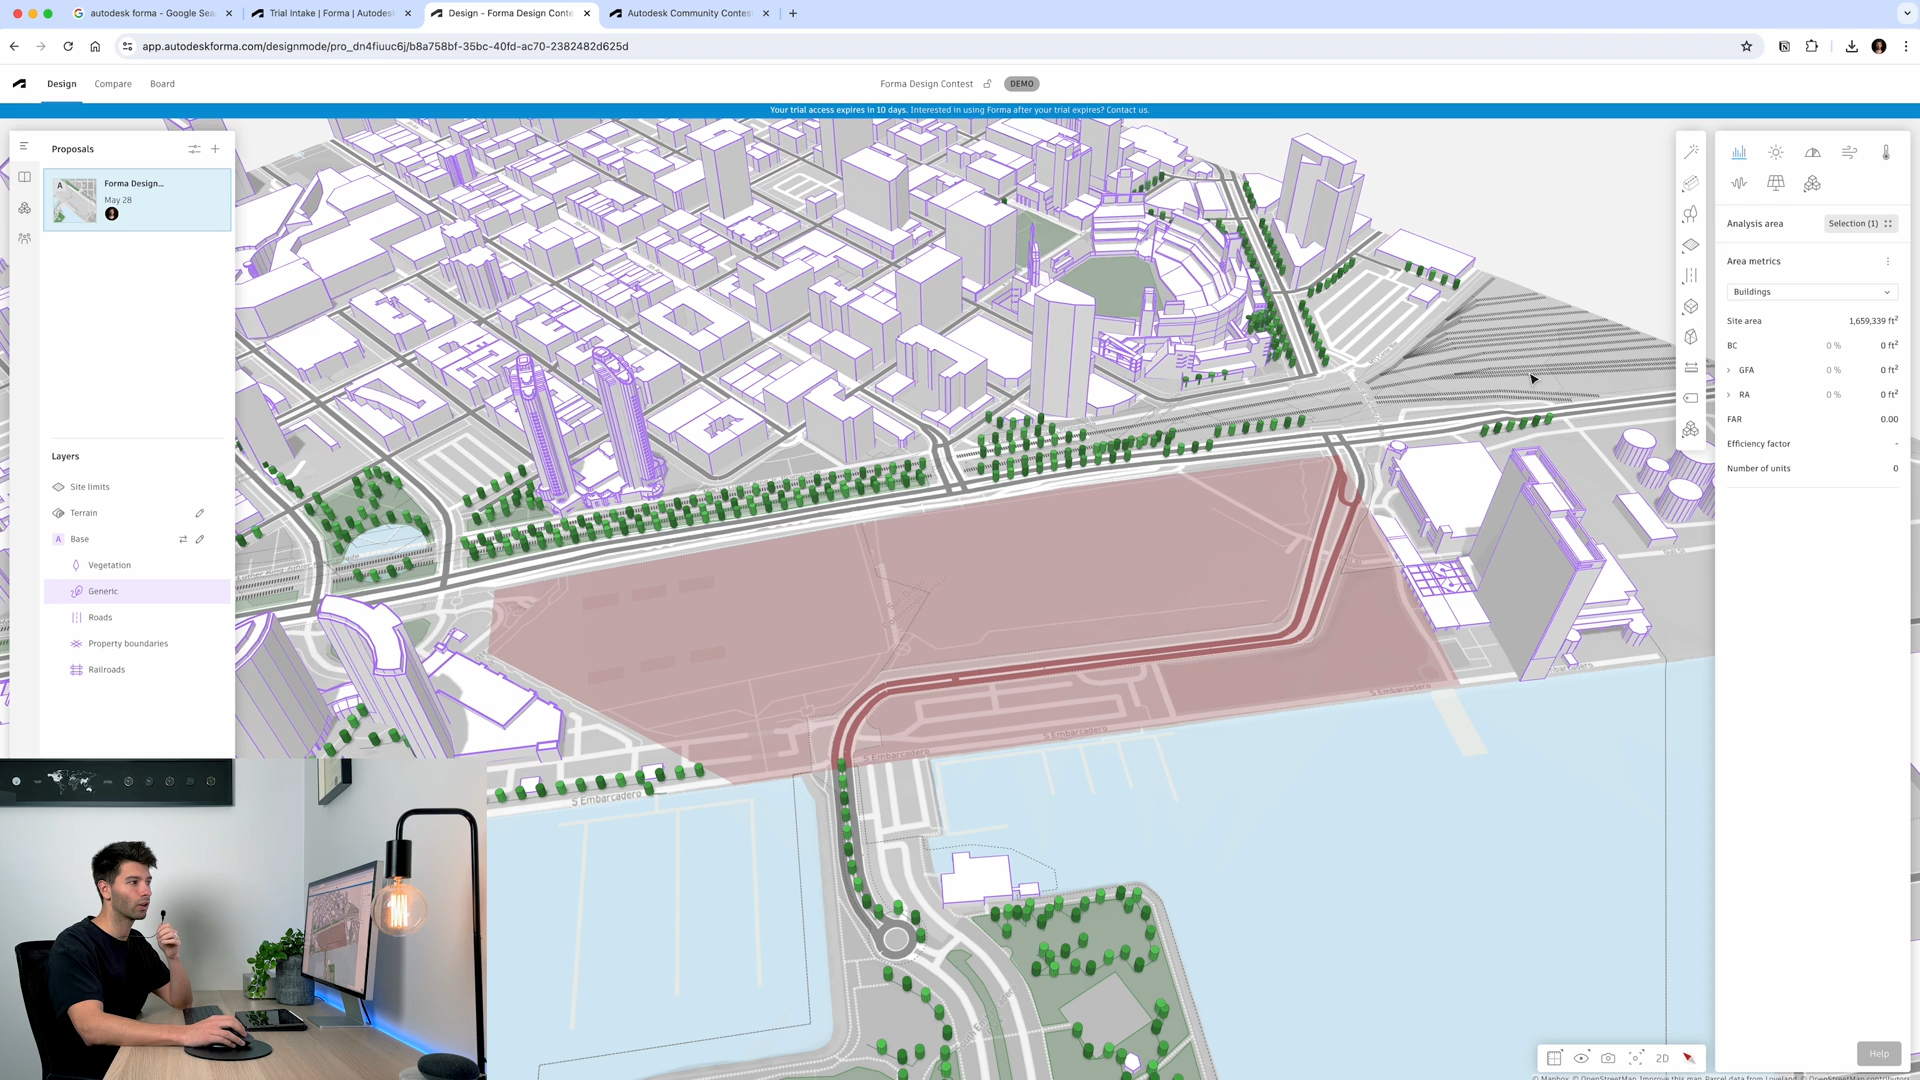 autodesk forma - Google Sea
Trial Intake | Forma | Autodes
Design - Forma Design Conte
Autodesk Community Contes
app.autodeskforma.com/designmode/pro_dn4fiuuc6j/b8a758bf-35bc-40fd-ac70-2382482d625d
Design
Compare
Board
Forma Design Contest
DEMO
Your trial access expires in 10 days. Interested in using Forma after your trial expires? Contact us.
Proposals
A
Forma Design...
May 28
Layers
Site limits
Terrain
A Base
Vegetation
Generic
Roads
Property boundaries
Railroads
Analysis area
Selection (1)
Area metrics
Buildings
Site area 1,659,339 ft²
BC 0 % 0 ft²
GFA 0 % 0 ft²
RA 0 % 0 ft²
FAR 0.00
Efficiency factor -
Number of units 0
S Embarcadero
S Embarcadero
S Embarcadero
S Embarcadero
2D
Help